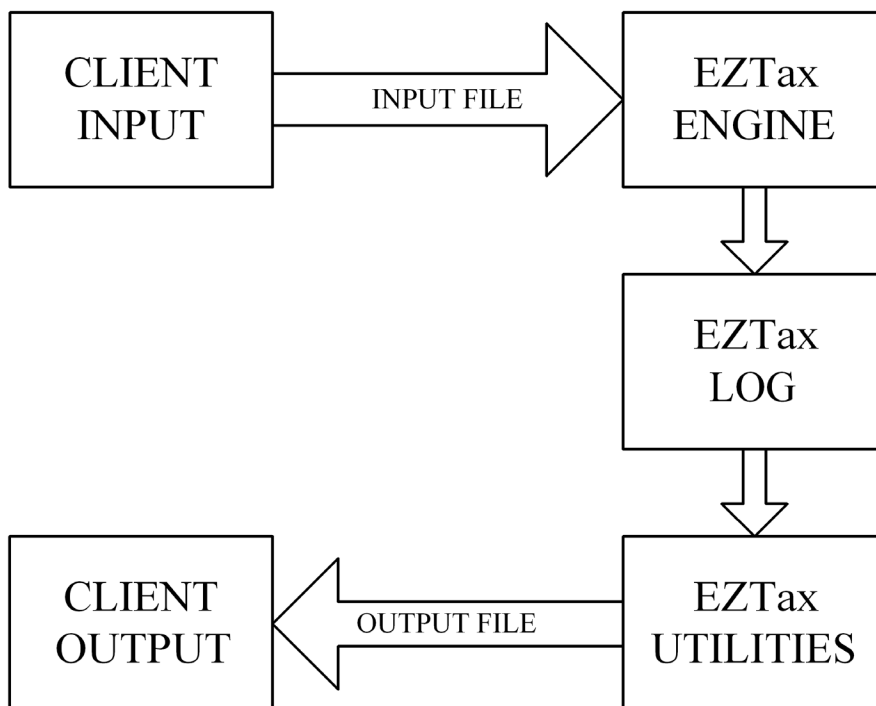 CLIENT
INPUT
INPUT FILE
EZTax
ENGINE
EZTax
LOG
EZTax
UTILITIES
OUTPUT FILE
CLIENT
OUTPUT